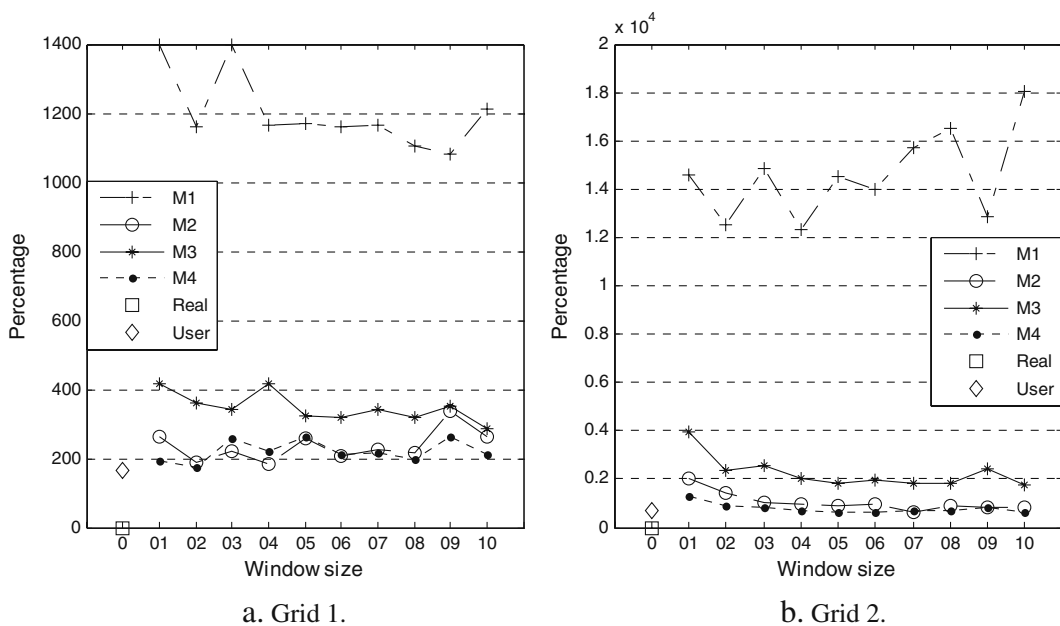 1400
1200
1000
800
600
400
200
0
Percentage
M1
M2
M3
M4
Real
User
0 01 02 03 04 05 06 07 08 09 10
Window size
a. Grid 1.
x 10⁴
2
1.8
1.6
1.4
1.2
1
0.8
0.6
0.4
0.2
0
Percentage
M1
M2
M3
M4
Real
User
0 01 02 03 04 05 06 07 08 09 10
Window size
b. Grid 2.